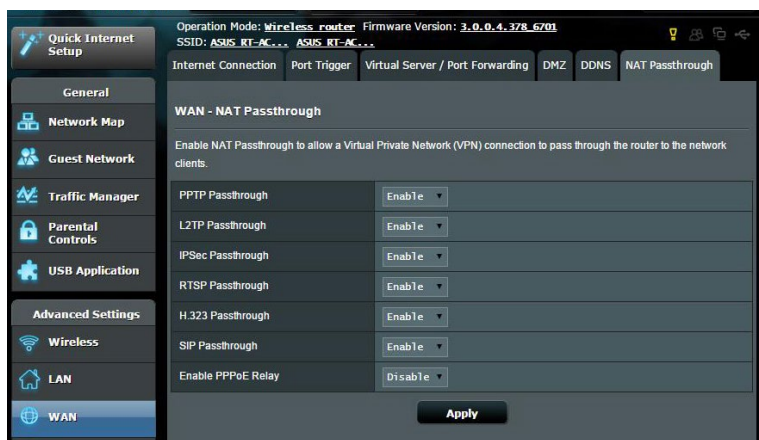 Quick Internet
Setup
Operation Mode: Wireless router Firmware Version: 3.0.0.4.378_6701
SSID: ASUS RT-AC... ASUS RT-AC...
Internet Connection Port Trigger Virtual Server / Port Forwarding DMZ DDNS NAT Passthrough
General
Network Map
Guest Network
Traffic Manager
Parental
Controls
USB Application
Advanced Settings
Wireless
LAN
WAN
WAN - NAT Passthrough
Enable NAT Passthrough to allow a Virtual Private Network (VPN) connection to pass through the router to the network
clients.
PPTP Passthrough Enable
L2TP Passthrough Enable
IPSec Passthrough Enable
RTSP Passthrough Enable
H.323 Passthrough Enable
SIP Passthrough Enable
Enable PPPoE Relay Disable
Apply